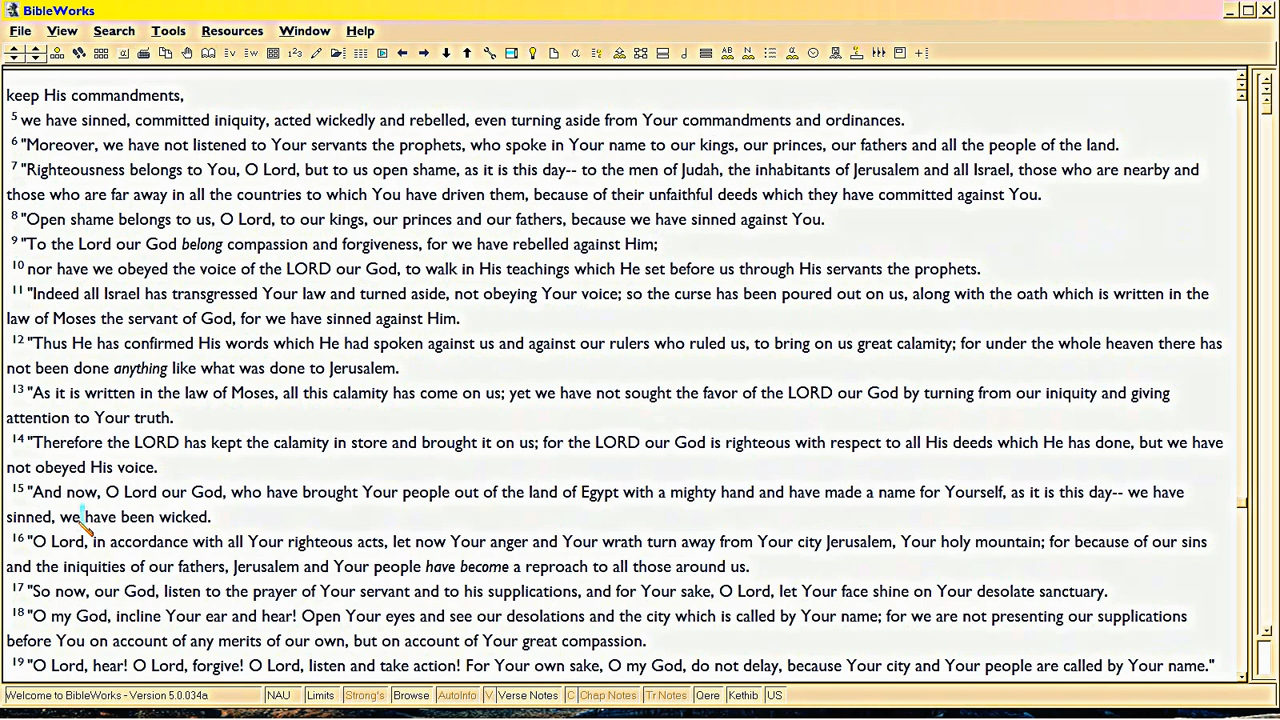 BibleWorks
File View Search Tools Resources Window Help
keep His commandments,
5 we have sinned, committed iniquity, acted wickedly and rebelled, even turning aside from Your commandments and ordinances.
6 "Moreover, we have not listened to Your servants the prophets, who spoke in Your name to our kings, our princes, our fathers and all the people of the land.
7 "Righteousness belongs to You, O Lord, but to us open shame, as it is this day-- to the men of Judah, the inhabitants of Jerusalem and all Israel, those who are nearby and
those who are far away in all the countries to which You have driven them, because of their unfaithful deeds which they have committed against You.
8 "Open shame belongs to us, O Lord, to our kings, our princes and our fathers, because we have sinned against You.
9 "To the Lord our God belong compassion and forgiveness, for we have rebelled against Him;
10 nor have we obeyed the voice of the LORD our God, to walk in His teachings which He set before us through His servants the prophets.
11 "Indeed all Israel has transgressed Your law and turned aside, not obeying Your voice; so the curse has been poured out on us, along with the oath which is written in the
law of Moses the servant of God, for we have sinned against Him.
12 "Thus He has confirmed His words which He had spoken against us and against our rulers who ruled us, to bring on us great calamity; for under the whole heaven there has
not been done anything like what was done to Jerusalem.
13 "As it is written in the law of Moses, all this calamity has come on us; yet we have not sought the favor of the LORD our God by turning from our iniquity and giving
attention to Your truth.
14 "Therefore the LORD has kept the calamity in store and brought it on us; for the LORD our God is righteous with respect to all His deeds which He has done, but we have
not obeyed His voice.
15 "And now, O Lord our God, who have brought Your people out of the land of Egypt with a mighty hand and have made a name for Yourself, as it is this day-- we have
sinned, we have been wicked.
16 "O Lord, in accordance with all Your righteous acts, let now Your anger and Your wrath turn away from Your city Jerusalem, Your holy mountain; for because of our sins
and the iniquities of our fathers, Jerusalem and Your people have become a reproach to all those around us.
17 "So now, our God, listen to the prayer of Your servant and to his supplications, and for Your sake, O Lord, let Your face shine on Your desolate sanctuary.
18 "O my God, incline Your ear and hear! Open Your eyes and see our desolations and the city which is called by Your name; for we are not presenting our supplications
before You on account of any merits of our own, but on account of Your great compassion.
19 "O Lord, hear! O Lord, forgive! O Lord, listen and take action! For Your own sake, O my God, do not delay, because Your city and Your people are called by Your name."
Welcome to BibleWorks - Version 5.0.034a NAU Limits Strong's Browse AutoInfo V Verse Notes C Chap Notes Tr Notes Qere Kethib US